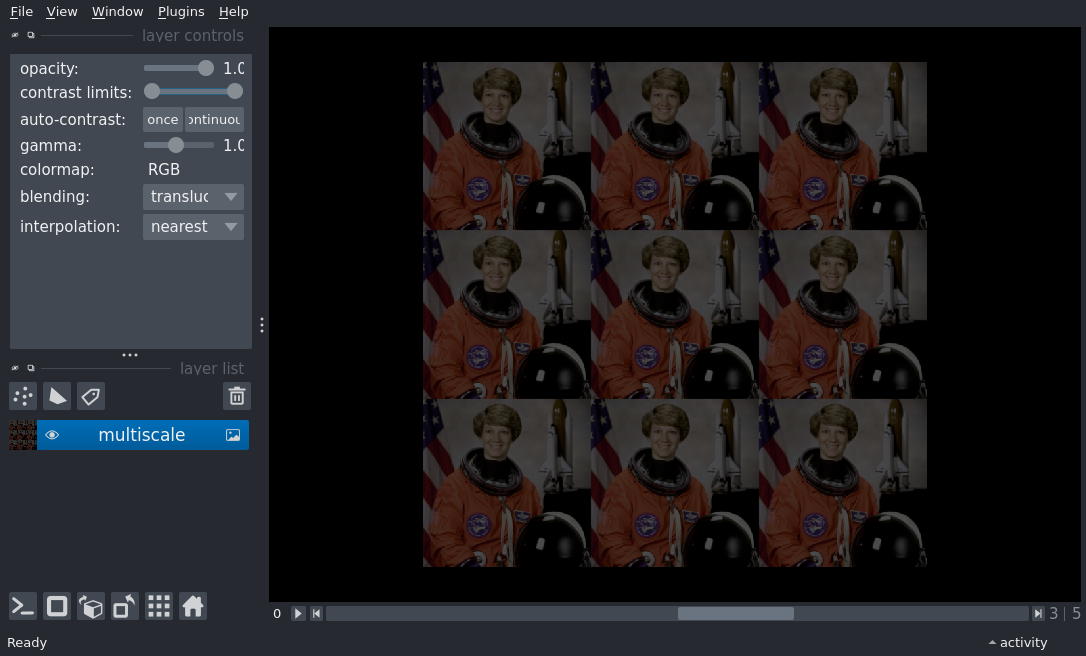 File View Window Plugins Help
layer controls
opacity: 1.0
contrast limits:
auto-contrast: once ontinuou
gamma: 1.0
colormap: RGB
blending: transluc
interpolation: nearest
layer list
multiscale
0 3 | 5
Ready activity